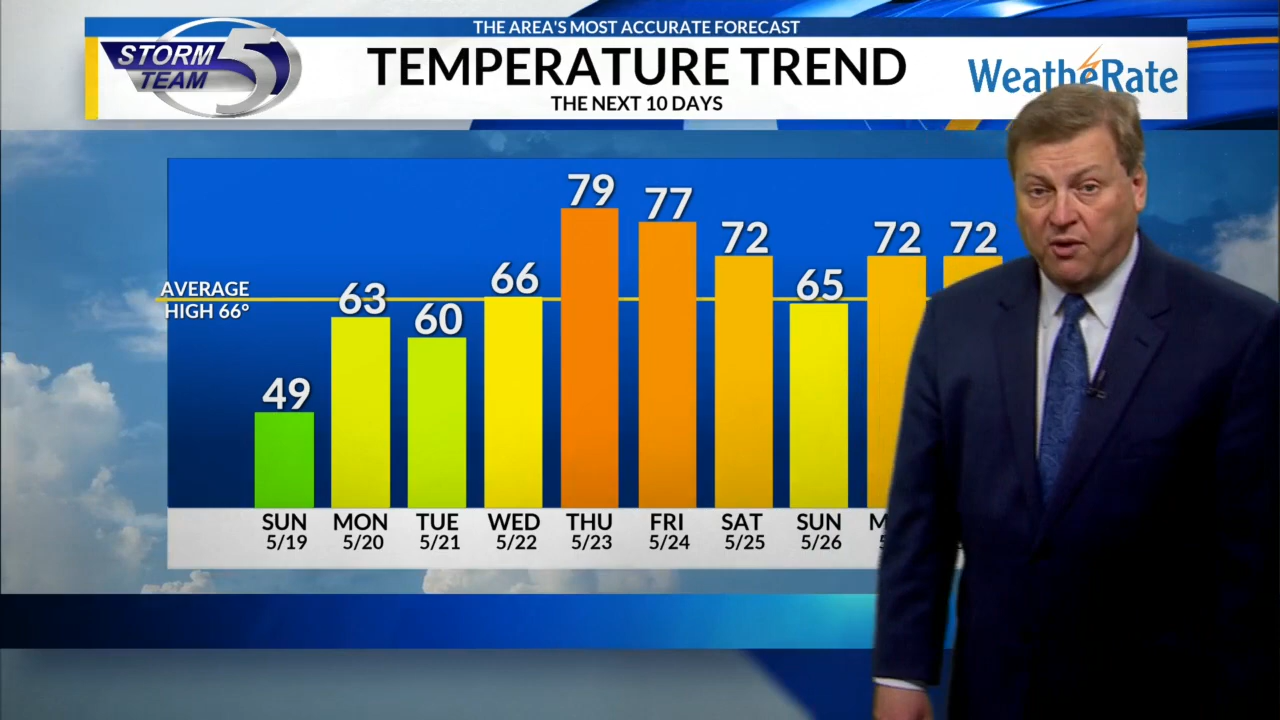 THE AREA'S MOST ACCURATE FORECAST
STORM TEAM 5
TEMPERATURE TREND
WeatheRate
THE NEXT 10 DAYS
79
77
72
72 72
66
65
AVERAGE
HIGH 66°
63
60
49
SUN MON TUE WED THU FRI SAT SUN M
5/19 5/20 5/21 5/22 5/23 5/24 5/25 5/26